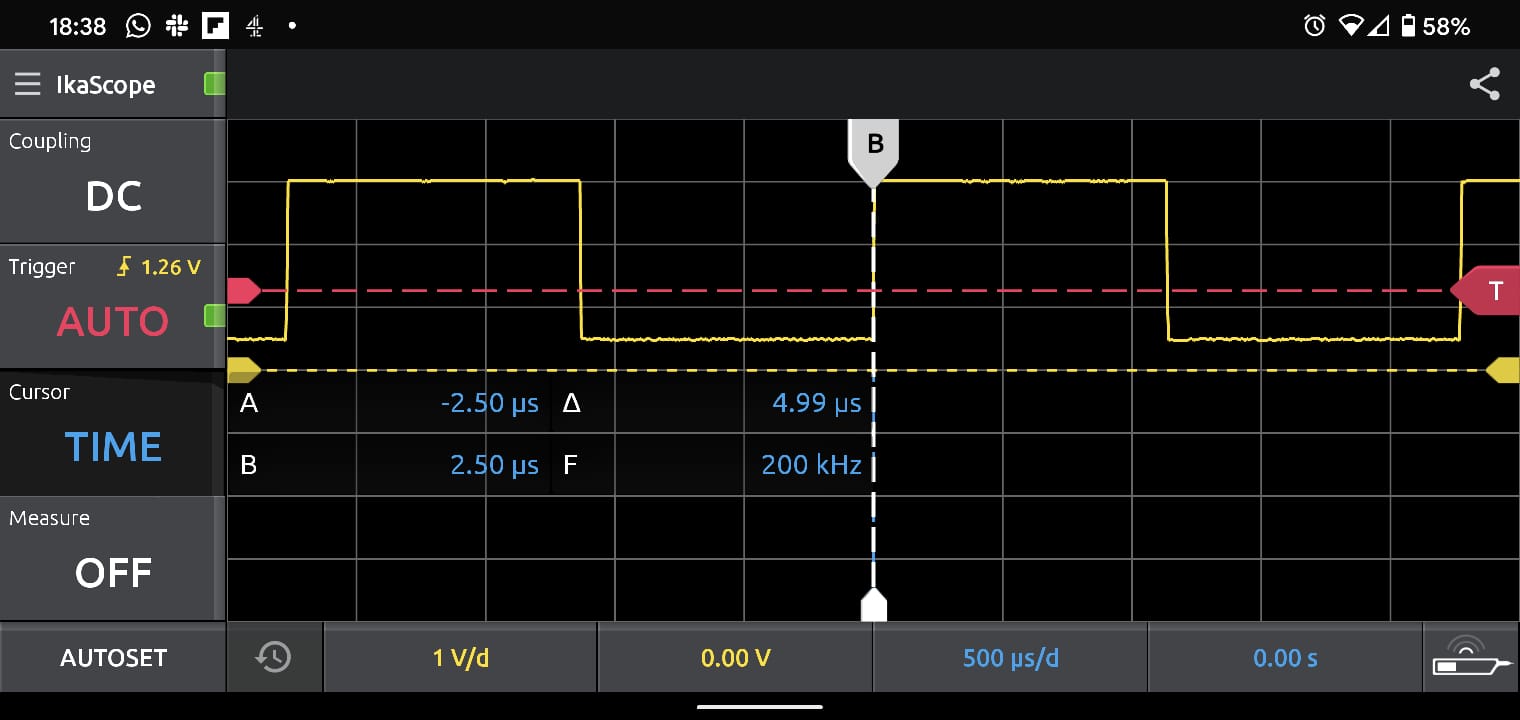 18:38
58%
IkaScope
Coupling
DC
B
Trigger 1.26 V
AUTO
T
Cursor
TIME
A -2.50 µs Δ 4.99 µs
B 2.50 µs F 200 kHz
Measure
OFF
AUTOSET 1 V/d 0.00 V 500 µs/d 0.00 s